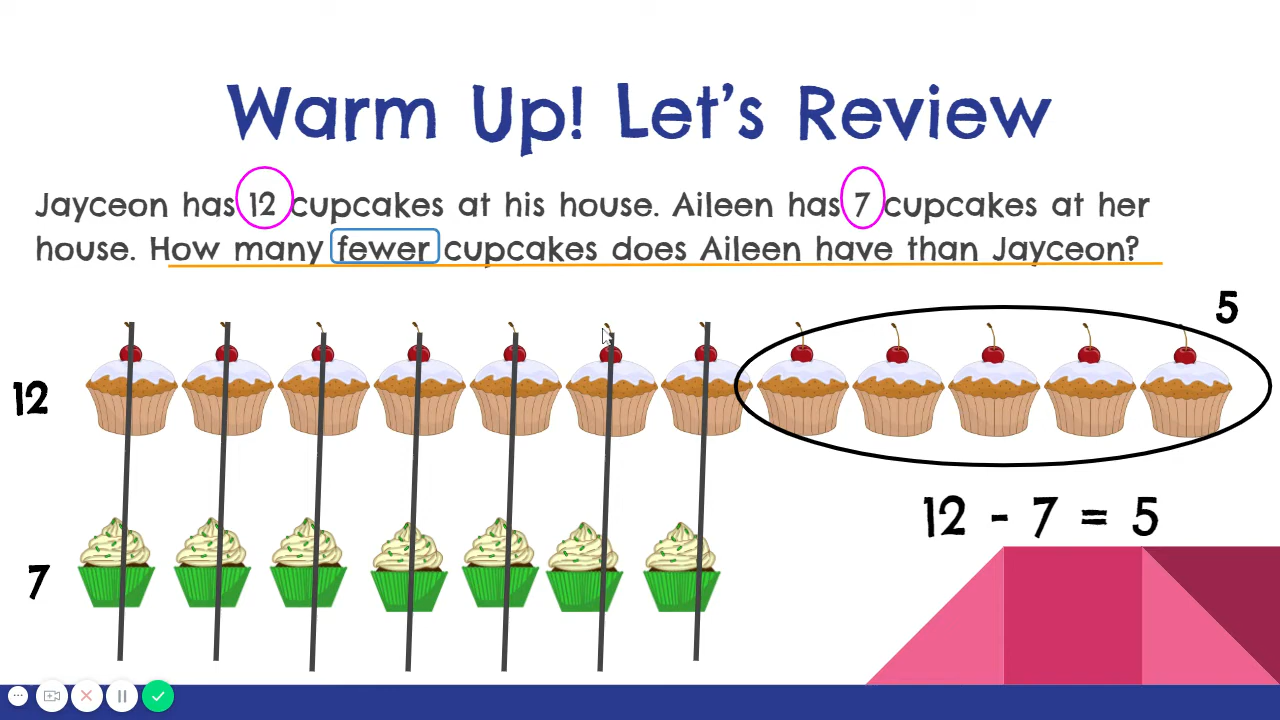 Warm Up! Let's Review
Jayceon has 12 cupcakes at his house. Aileen has 7 cupcakes at her
house. How many fewer cupcakes does Aileen have than Jayceon?
5
12
12 - 7 = 5
7